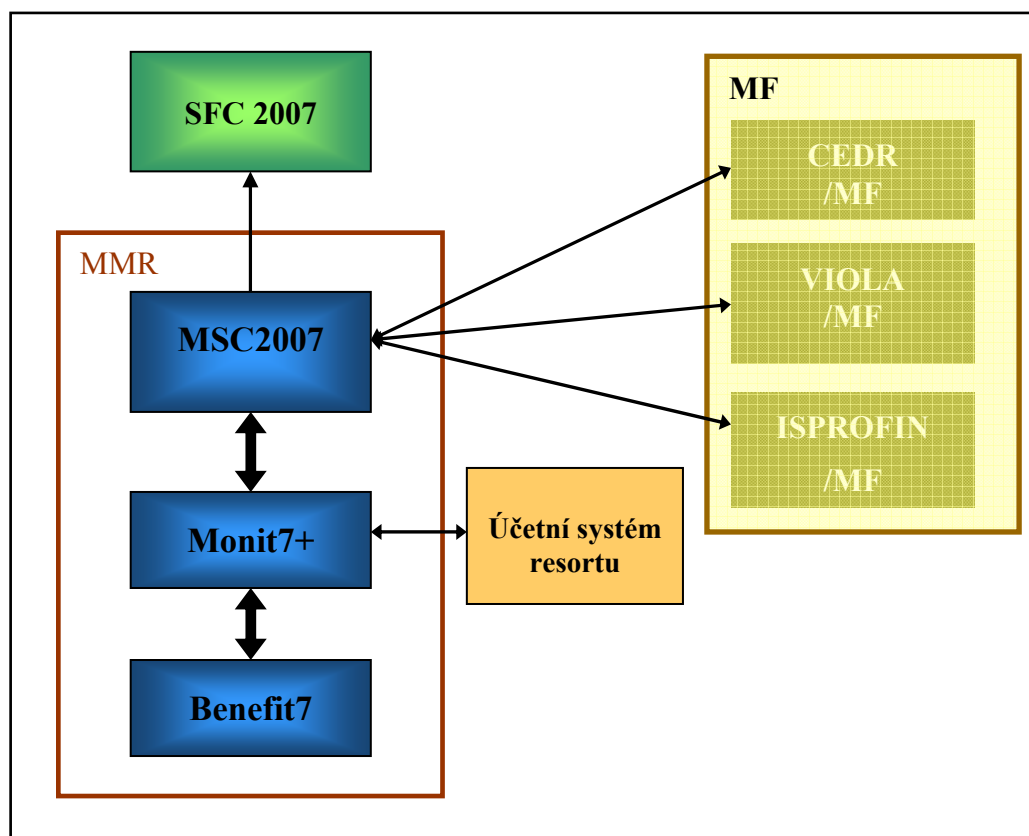 SFC 2007
MF
CEDR
/MF
VIOLA
/MF
ISPROFIN
/MF
MMR
MSC2007
Monit7+
Účetní systém
resortu
Benefit7